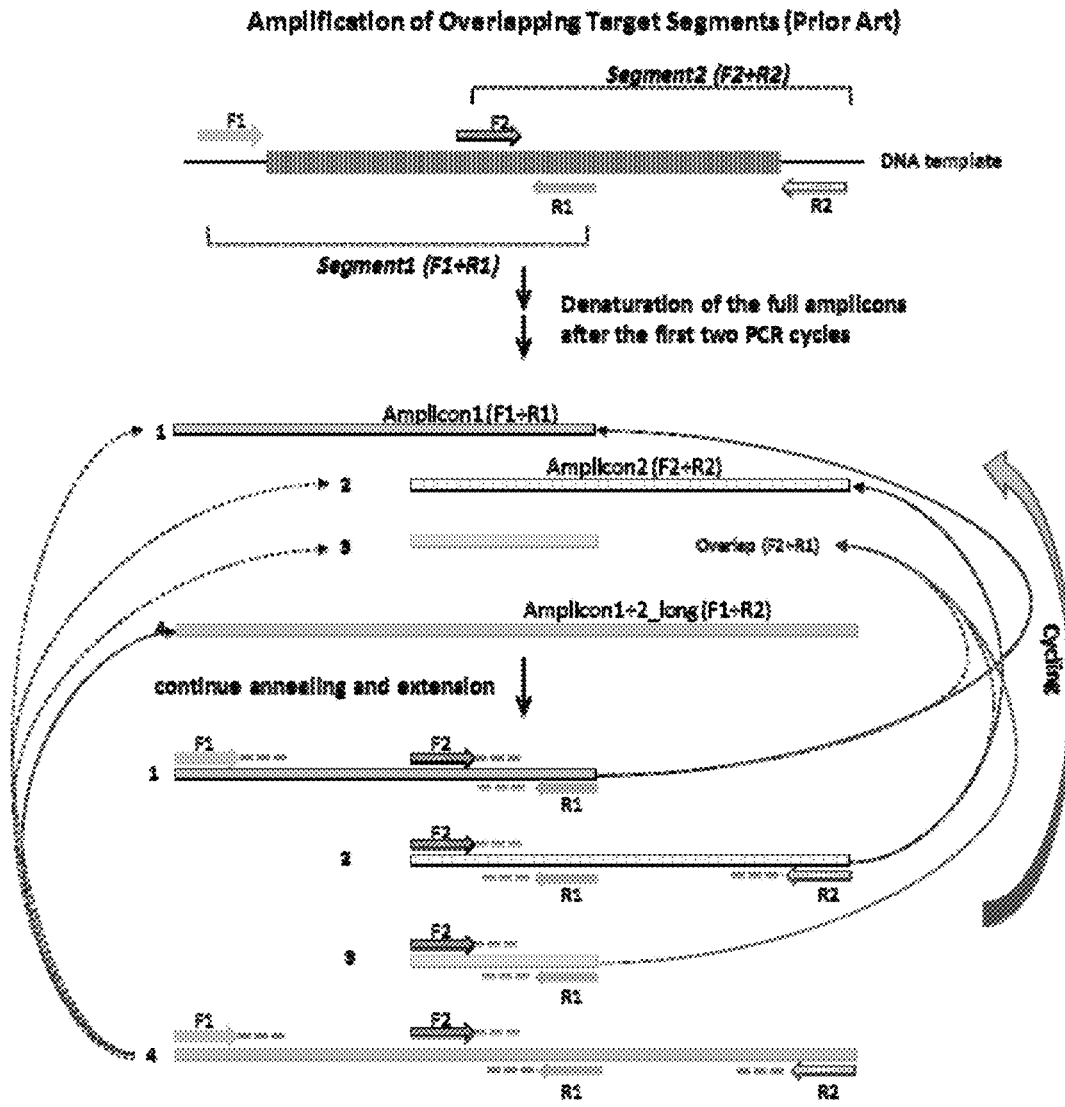 Amplification of Overlapping Target Segments (Prior Art)
Segment2 (F2+R2)
F1
F2
DNA template
R1
R2
Segment1 (F1+R1)
Denaturation of the full amplicons
after the first two PCR cycles
Amplicon1 (F1+R1)
1
Amplicon2 (F2+R2)
2
3
Overlap (F2+R1)
Amplicon1+2_long (F1+R2)
4
Cycling
continue annealing and extension
F1
F2
1
R1
F2
2
R1
R2
F2
3
R1
F1
F2
4
R1
R2